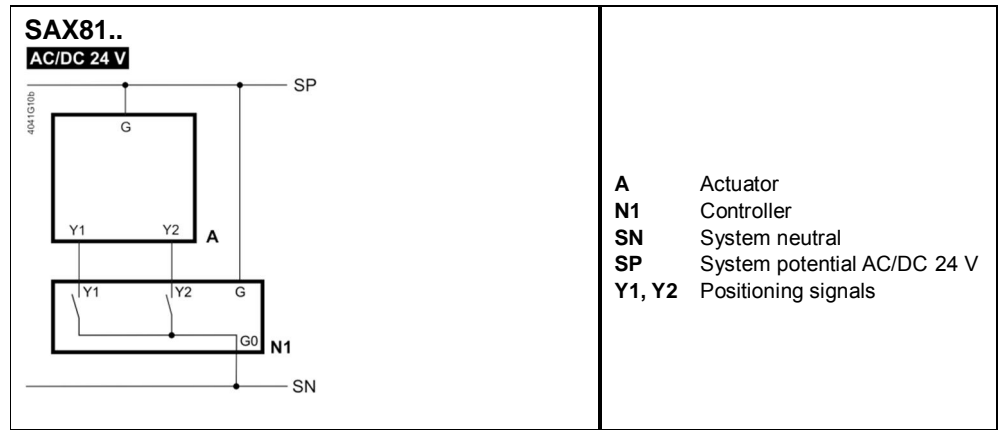 SAX81..
AC/DC 24 V
SP
4041G10b
G
Y1 Y2 A
Y1 Y2 G
G0 N1
SN
A Actuator
N1 Controller
SN System neutral
SP System potential AC/DC 24 V
Y1, Y2 Positioning signals